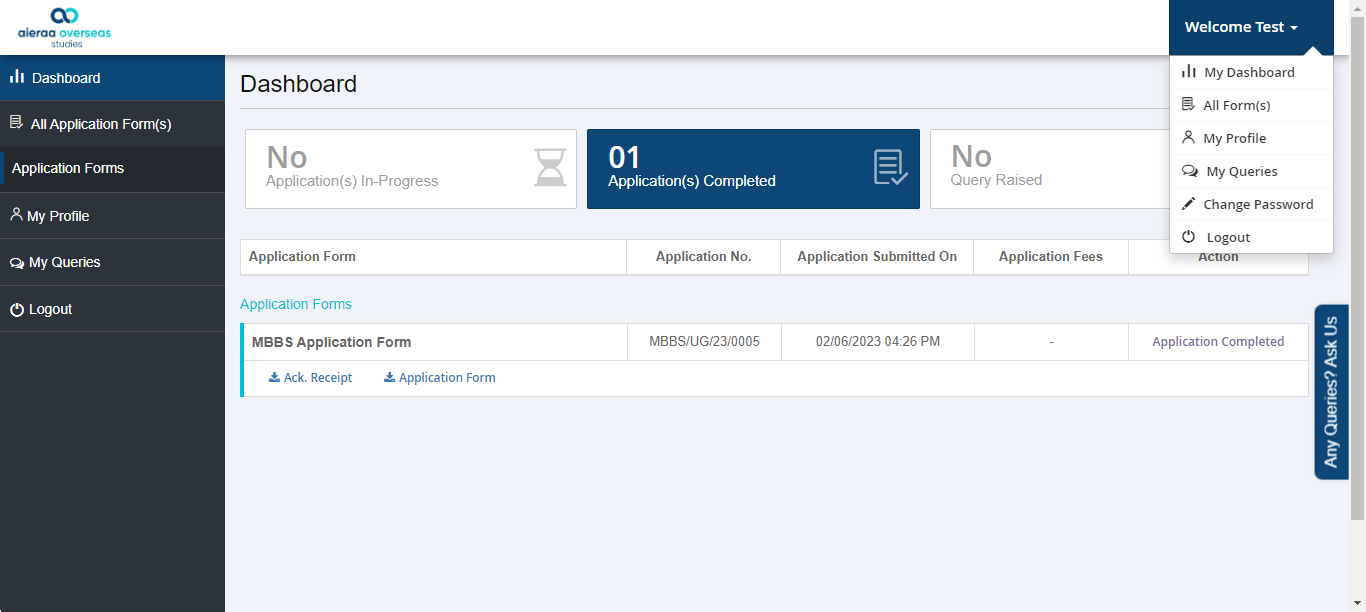 aieraa overseas
studies
Welcome Test
Dashboard
All Application Form(s)
Application Forms
My Profile
My Queries
Logout
My Dashboard
All Form(s)
My Profile
My Queries
Change Password
Logout
Dashboard
No
Application(s) In-Progress
01
Application(s) Completed
No
Query Raised
Application Form Application No. Application Submitted On Application Fees Action
Application Forms
MBBS Application Form MBBS/UG/23/0005 02/06/2023 04:26 PM - Application Completed
Ack. Receipt Application Form
Any Queries? Ask Us